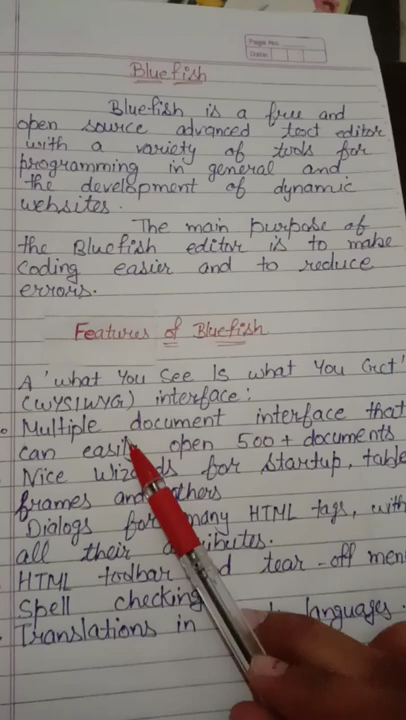 Page No.
Date
Bluefish
Bluefish is a free and
open source advanced text editor
with a variety of tools for
programming in general and
the development of dynamic
websites.
The main purpose of
the Bluefish editor is to make
coding easier and to reduce
errors.
Features of Bluefish
A 'What You See Is What You Get'
(WYSIWYG) interface:
Multiple document interface that
can easily open 500+ documents
Nice wizards for startup, table
frames and others
Dialogs for many HTML tags, with
all their attributes.
HTML toolbar and tear-off men
Spell checking
Translations in languages.